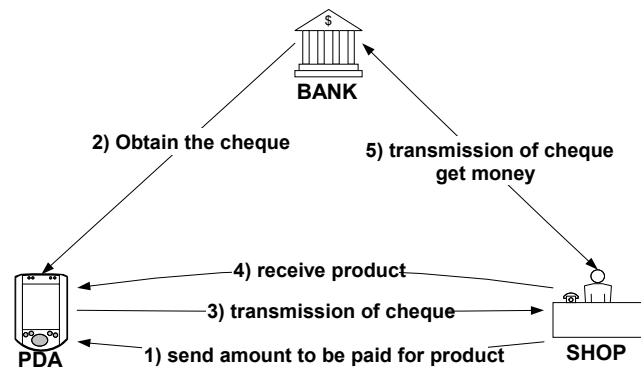 $
BANK
2) Obtain the cheque
5) transmission of cheque
get money
4) receive product
3) transmission of cheque
1) send amount to be paid for product
PDA
SHOP